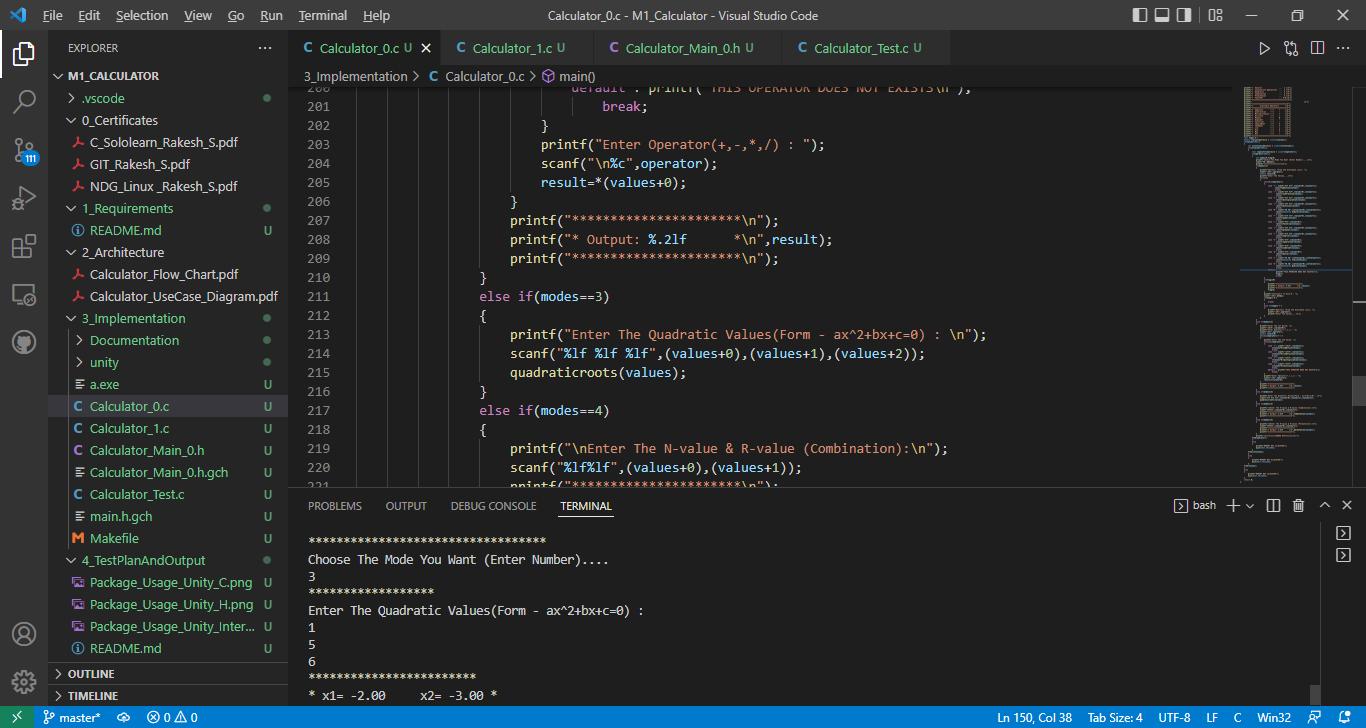 File Edit Selection View Go Run Terminal Help Calculator_0.c - M1_Calculator - Visual Studio Code
EXPLORER
M1_CALCULATOR
.vscode
0_Certificates
C_Sololearn_Rakesh_S.pdf
GIT_Rakesh_S.pdf
NDG_Linux _Rakesh_S.pdf
1_Requirements
README.md U
2_Architecture
Calculator_Flow_Chart.pdf
Calculator_UseCase_Diagram.pdf
3_Implementation
Documentation
unity
a.exe U
C Calculator_0.c U
C Calculator_1.c U
C Calculator_Main_0.h U
Calculator_Main_0.h.gch U
C Calculator_Test.c U
main.h.gch U
M Makefile U
4_TestPlanAndOutput
Package_Usage_Unity_C.png U
Package_Usage_Unity_H.png U
Package_Usage_Unity_Inter... U
README.md U
OUTLINE
TIMELINE
111
C Calculator_0.c U C Calculator_1.c U C Calculator_Main_0.h U C Calculator_Test.c U
3_Implementation > C Calculator_0.c > main()
200 default : printf("THIS OPERATOR DOES NOT EXISTS\n");
201 break;
202 }
203 printf("Enter Operator(+,-,*,/) : ");
204 scanf("\n%c",operator);
205 result=*(values+0);
206 }
207 printf("**********************\n");
208 printf("* Output: %.2lf      *\n",result);
209 printf("**********************\n");
210 }
211 else if(modes==3)
212 {
213 printf("Enter The Quadratic Values(Form - ax^2+bx+c=0) : \n");
214 scanf("%lf %lf %lf",(values+0),(values+1),(values+2));
215 quadraticroots(values);
216 }
217 else if(modes==4)
218 {
219 printf("\nEnter The N-value & R-value (Combination):\n");
220 scanf("%lf%lf",(values+0),(values+1));
221 printf("**********************\n");
PROBLEMS OUTPUT DEBUG CONSOLE TERMINAL bash
**********************************
Choose The Mode You Want (Enter Number)....
3
******************
Enter The Quadratic Values(Form - ax^2+bx+c=0) :
1
5
6
************************
* x1= -2.00     x2= -3.00 *
master* 0 0 Ln 150, Col 38 Tab Size: 4 UTF-8 LF C Win32